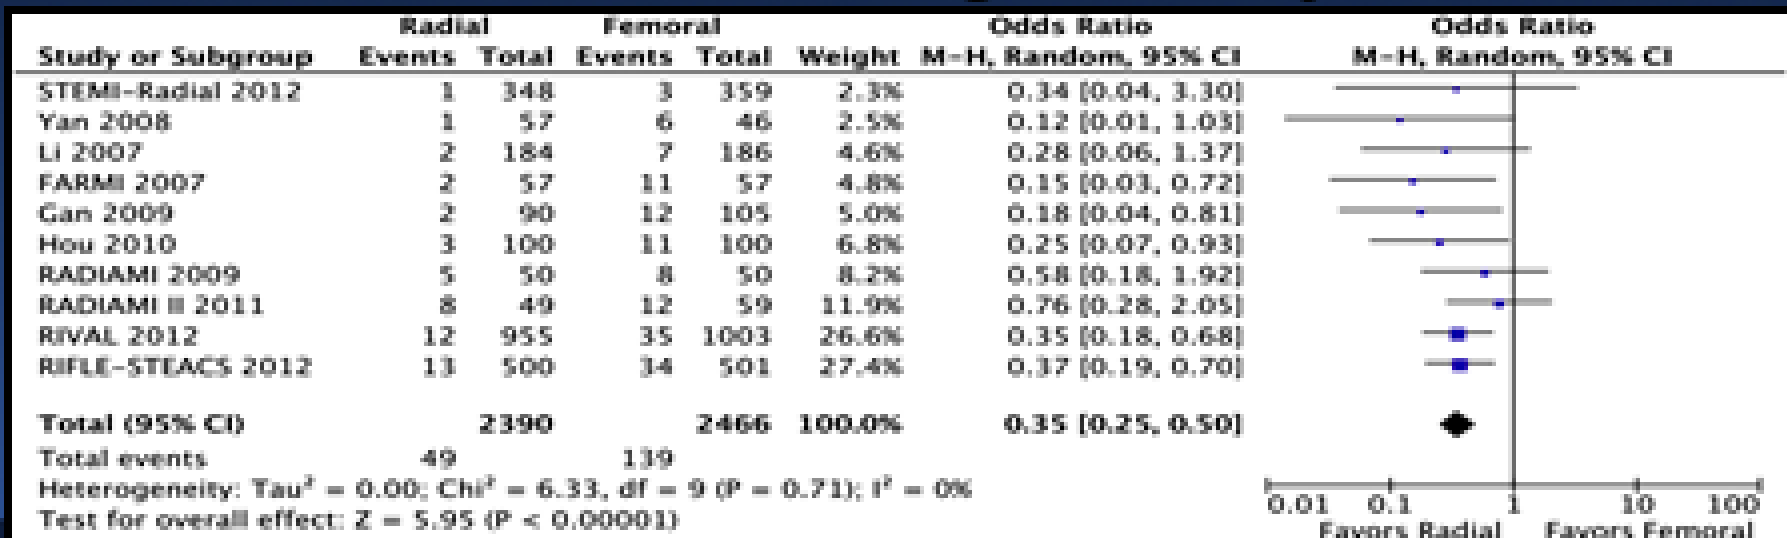 Radial Femoral Odds Ratio Odds Ratio
Study or Subgroup Events Total Events Total Weight M-H, Random, 95% CI M-H, Random, 95% CI
STEMI-Radial 2012 1 348 3 359 2.3% 0.34 [0.04, 3.30]
Yan 2008 1 57 6 46 2.5% 0.12 [0.01, 1.03]
Li 2007 2 184 7 186 4.6% 0.28 [0.06, 1.37]
FARMI 2007 2 57 11 57 4.8% 0.15 [0.03, 0.72]
Gan 2009 2 90 12 105 5.0% 0.18 [0.04, 0.81]
Hou 2010 3 100 11 100 6.8% 0.25 [0.07, 0.93]
RADIAMI 2009 5 50 8 50 8.2% 0.58 [0.18, 1.92]
RADIAMI II 2011 8 49 12 59 11.9% 0.76 [0.28, 2.05]
RIVAL 2012 12 955 35 1003 26.6% 0.35 [0.18, 0.68]
RIFLE-STEACS 2012 13 500 34 501 27.4% 0.37 [0.19, 0.70]
Total (95% CI) 2390 2466 100.0% 0.35 [0.25, 0.50]
Total events 49 139
Heterogeneity: Tau² = 0.00; Chi² = 6.33, df = 9 (P = 0.71); I² = 0%
Test for overall effect: Z = 5.95 (P < 0.00001)
0.01 0.1 1 10 100
Favors Radial Favors Femoral